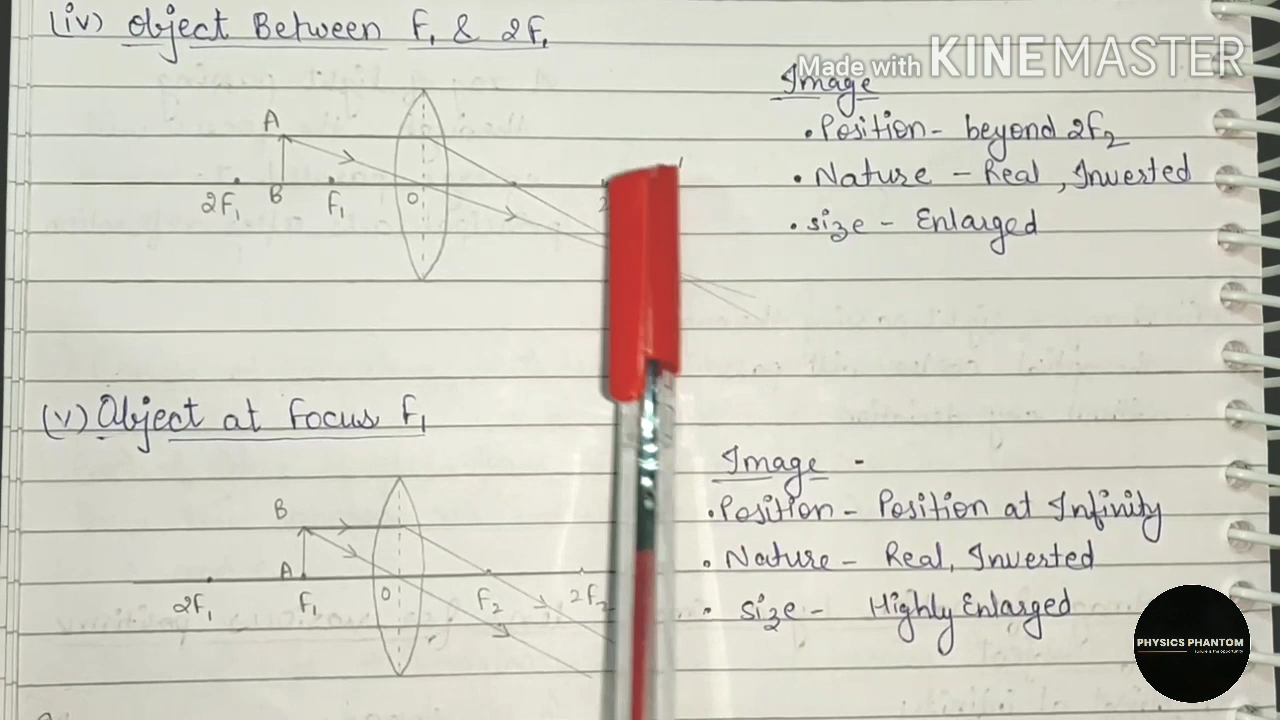 (iv) Object Between F₁ & 2F₁
Made with KINEMASTER
Image
• Position - beyond 2F₂
• Nature - Real, Inverted
• Size - Enlarged
A
2F₁ B F₁ O
(v) Object at Focus F₁
Image -
• Position - Position at Infinity
• Nature - Real, Inverted
• Size - Highly Enlarged
B
A
2F₁ F₁ O F₂ 2F₂
PHYSICS PHANTOM